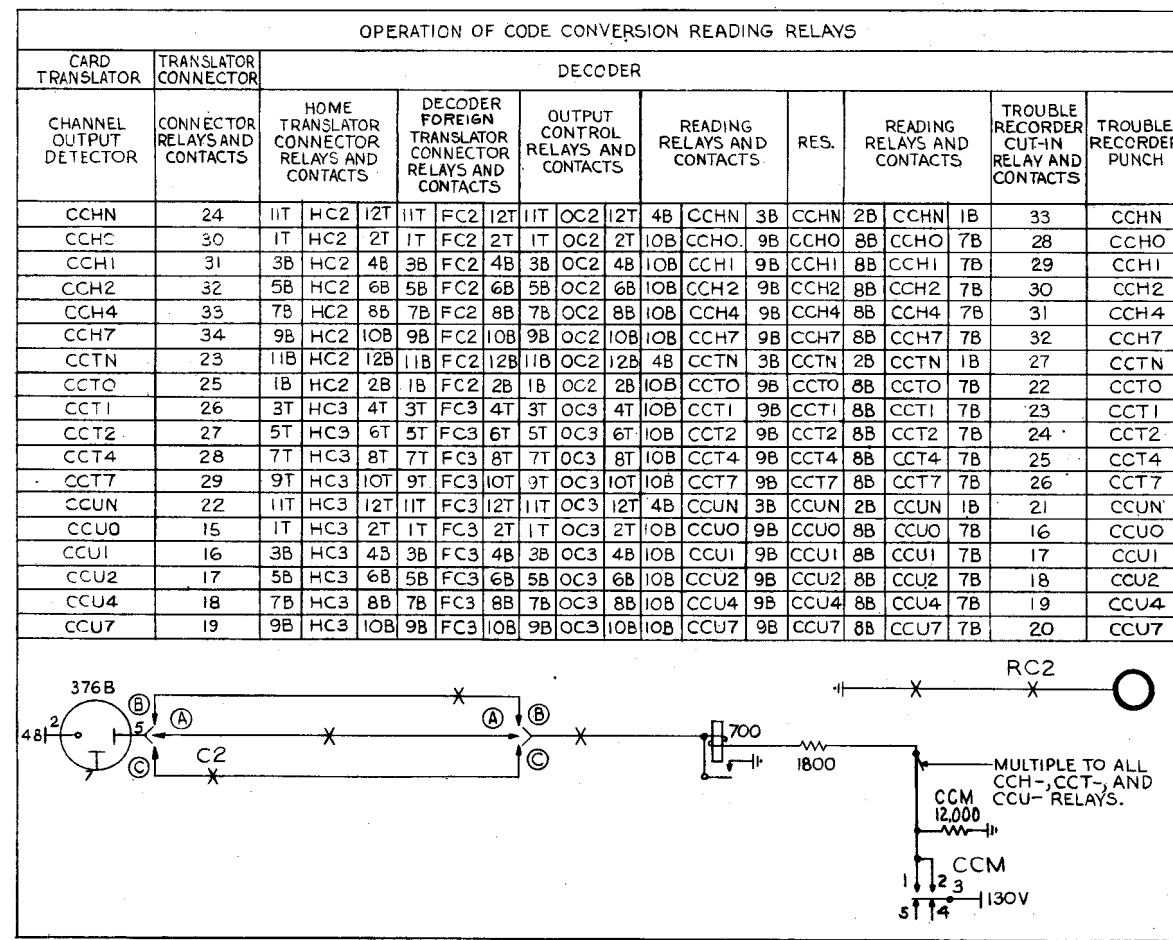 OPERATION OF CODE CONVERSION READING RELAYS
CARD TRANSLATOR TRANSLATOR CONNECTOR DECODER
CHANNEL OUTPUT DETECTOR CONNECTOR RELAYS AND CONTACTS HOME TRANSLATOR CONNECTOR RELAYS AND CONTACTS DECODER FOREIGN TRANSLATOR CONNECTOR RELAYS AND CONTACTS OUTPUT CONTROL RELAYS AND CONTACTS READING RELAYS AND CONTACTS. RES. READING RELAYS AND CONTACTS TROUBLE RECORDER CUT-IN RELAY AND CONTACTS TROUBLE RECORDER PUNCH
CCHN 24 11T HC2 12T 11T FC2 12T 11T OC2 12T 4B CCHN 3B CCHN 2B CCHN 1B 33 CCHN
CCHO 30 1T HC2 2T 1T FC2 2T 1T OC2 2T 10B CCHO. 9B CCHO 8B CCHO 7B 28 CCHO
CCH1 31 3B HC2 4B 3B FC2 4B 3B OC2 4B 10B CCH1 9B CCH1 8B CCH1 7B 29 CCH1
CCH2 32 5B HC2 6B 5B FC2 6B 5B OC2 6B 10B CCH2 9B CCH2 8B CCH2 7B 30 CCH2
CCH4 33 7B HC2 8B 7B FC2 8B 7B OC2 8B 10B CCH4 9B CCH4 8B CCH4 7B 31 CCH4
CCH7 34 9B HC2 10B 9B FC2 10B 9B OC2 10B 10B CCH7 9B CCH7 8B CCH7 7B 32 CCH7
CCTN 23 11B HC2 12B 11B FC2 12B 11B OC2 12B 4B CCTN 3B CCTN 2B CCTN 1B 27 CCTN
CCTO 25 1B HC2 2B 1B FC2 2B 1B OC2 2B 10B CCTO 9B CCTO 8B CCTO 7B 22 CCTO
CCT1 26 3T HC3 4T 3T FC3 4T 3T OC3 4T 10B CCT1 9B CCT1 8B CCT1 7B 23 CCT1
CCT2 27 5T HC3 6T 5T FC3 6T 5T OC3 6T 10B CCT2 9B CCT2 8B CCT2 7B 24 CCT2
CCT4 28 7T HC3 8T 7T FC3 8T 7T OC3 8T 10B CCT4 9B CCT4 8B CCT4 7B 25 CCT4
CCT7 29 9T HC3 10T 9T. FC3 10T 9T OC3 10T 10B CCT7 9B CCT7 8B CCT7 7B 26 CCT7
CCUN 22 11T HC3 12T 11T FC3 12T 11T OC3 12T 4B CCUN 3B CCUN 2B CCUN 1B 21 CCUN
CCUO 15 1T HC3 2T 1T FC3 2T 1T OC3 2T 10B CCUO 9B CCUO 8B CCUO 7B 16 CCUO
CCU1 16 3B HC3 4B 3B FC3 4B 3B OC3 4B 10B CCU1 9B CCU1 8B CCU1 7B 17 CCU1
CCU2 17 5B HC3 6B 5B FC3 6B 5B OC3 6B 10B CCU2 9B CCU2 8B CCU2 7B 18 CCU2
CCU4 18 7B HC3 8B 7B FC3 8B 7B OC3 8B 10B CCU4 9B CCU4 8B CCU4 7B 19 CCU4
CCU7 19 9B HC3 10B 9B FC3 10B 9B OC3 10B 10B CCU7 9B CCU7 8B CCU7 7B 20 CCU7
RC2
376B
B
A A B
48 2 5 700
C C2 C
7
1800
MULTIPLE TO ALL
CCH-, CCT-, AND
CCU- RELAYS.
CCM
12,000
CCM
1 2 3
130V
5 4